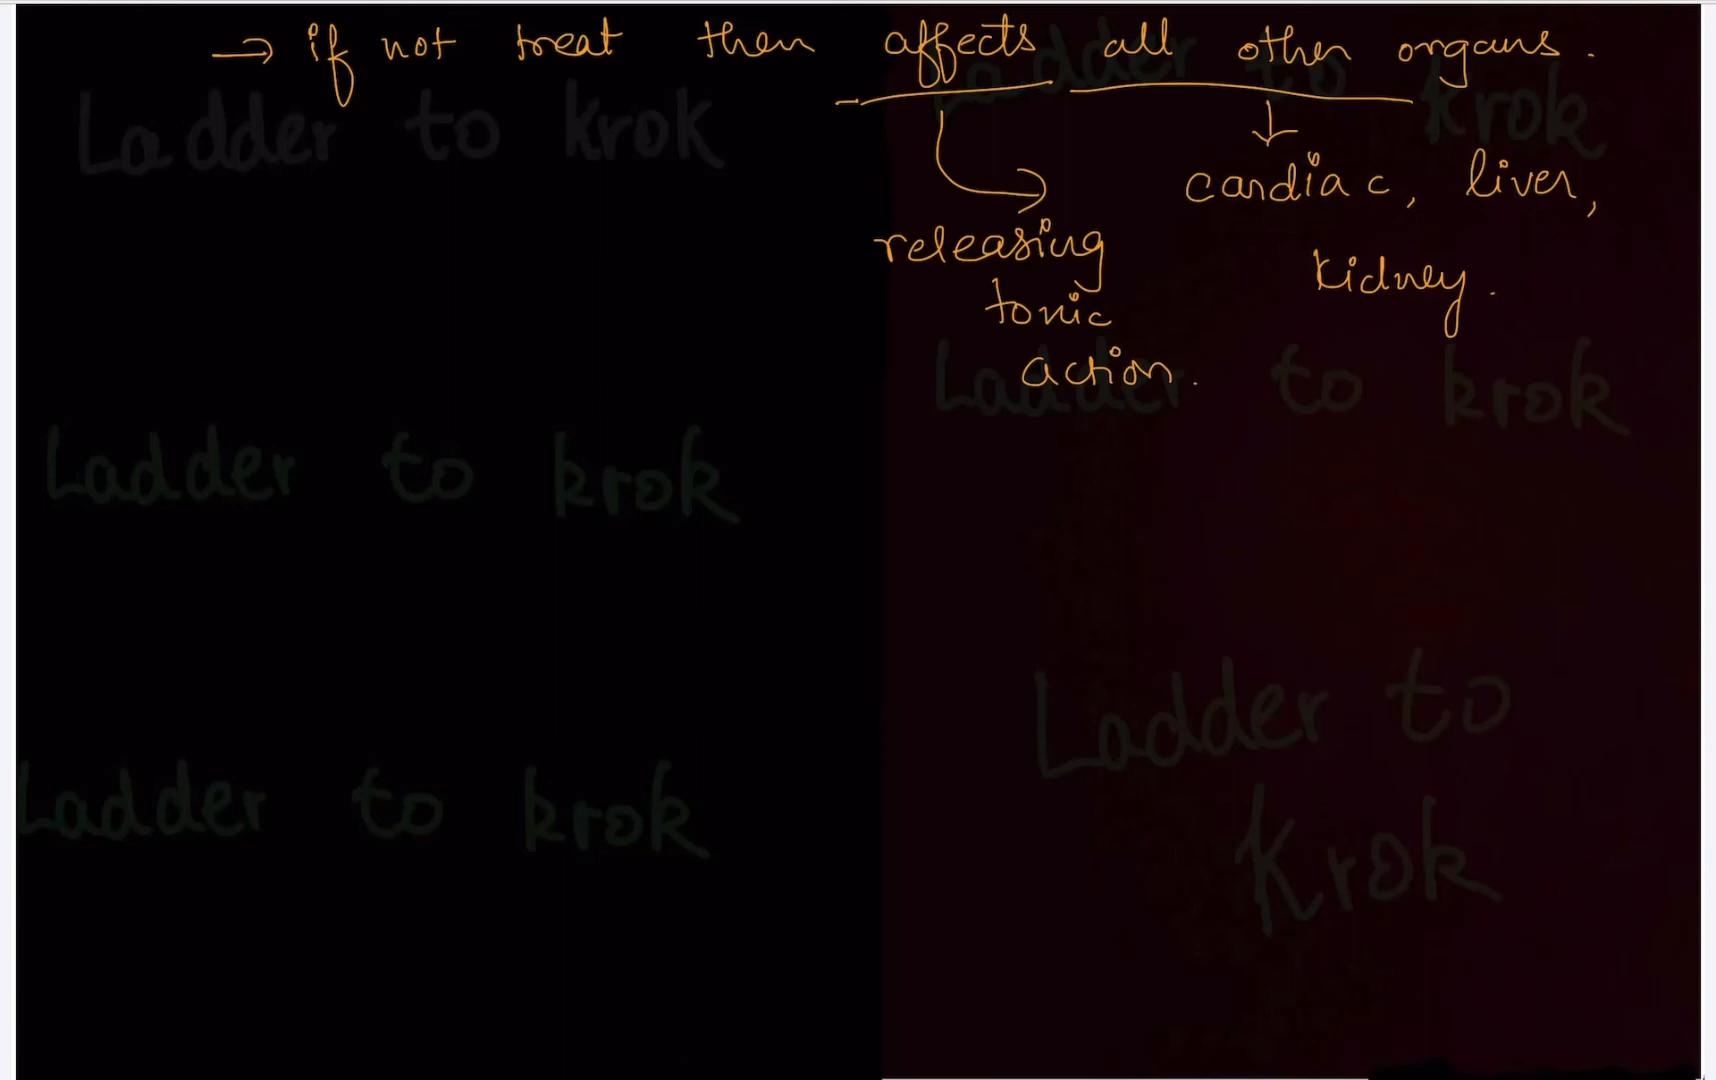 → if not treat then affects all other organs.
cardiac, liver,
kidney.
releasing
tonic
action.
Ladder to krok
Ladder to krok
Ladder to krok
Ladder to krok
Ladder to krok
Ladder to
Krok